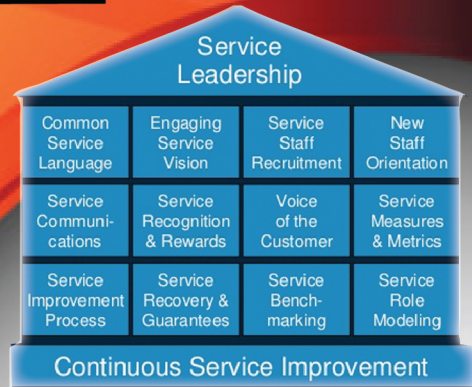 Service
Leadership
Common
Service
Language
Engaging
Service
Vision
Service
Staff
Recruitment
New
Staff
Orientation
Service
Communi-
cations
Service
Recognition
& Rewards
Voice
of the
Customer
Service
Measures
& Metrics
Service
Improvement
Process
Service
Recovery &
Guarantees
Service
Bench-
marking
Service
Role
Modeling
Continuous Service Improvement